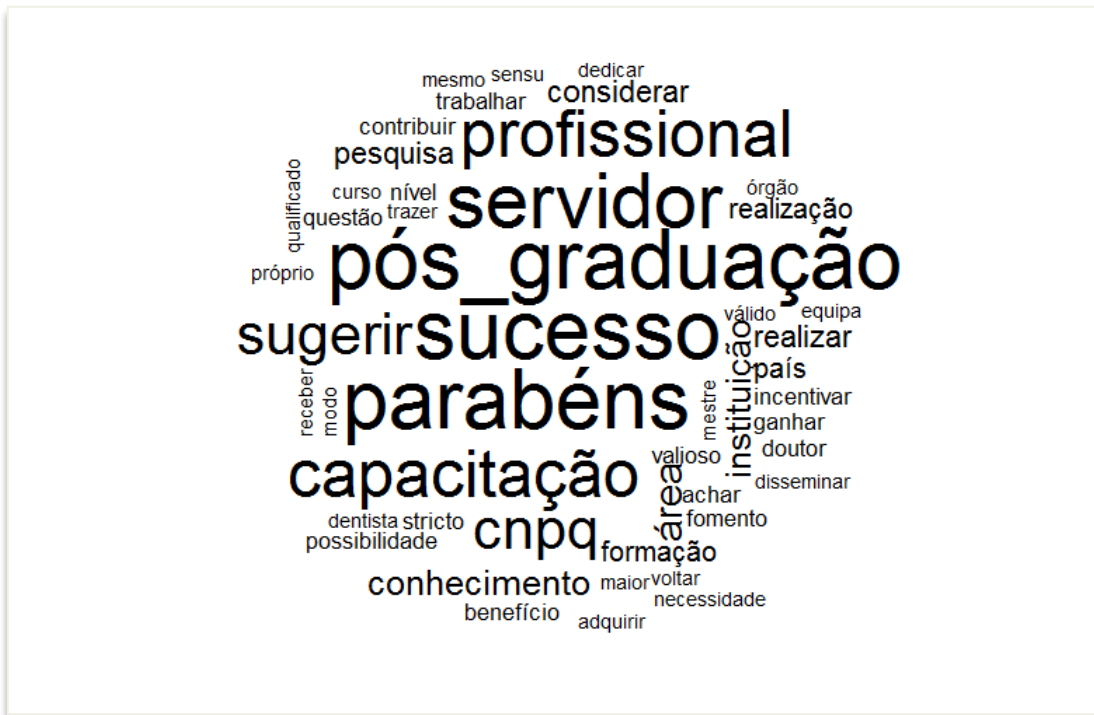 mesmo sensu dedicar
trabalhar considerar
contribuir profissional
pesquisa
qualificado curso nível servidor órgão
questão trazer realização
próprio pós_graduação
sugerir sucesso válido equipa
instituição realizar
país
receber modo parabéns mestre incentivar
ganhar
capacitação valioso doutor
área achar disseminar
dentista stricto cnpq fomento
possibilidade formação
conhecimento maior voltar
benefício necessidade
adquirir